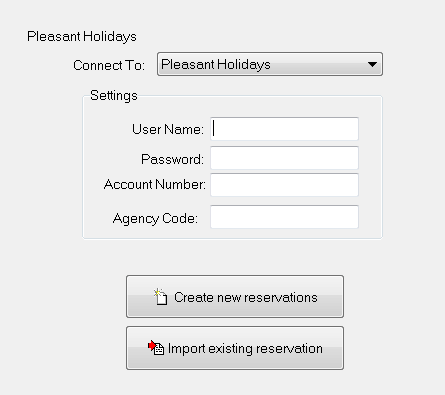 Pleasant Holidays
Connect To: Pleasant Holidays
Settings
User Name:
Password:
Account Number:
Agency Code:
Create new reservations
Import existing reservation